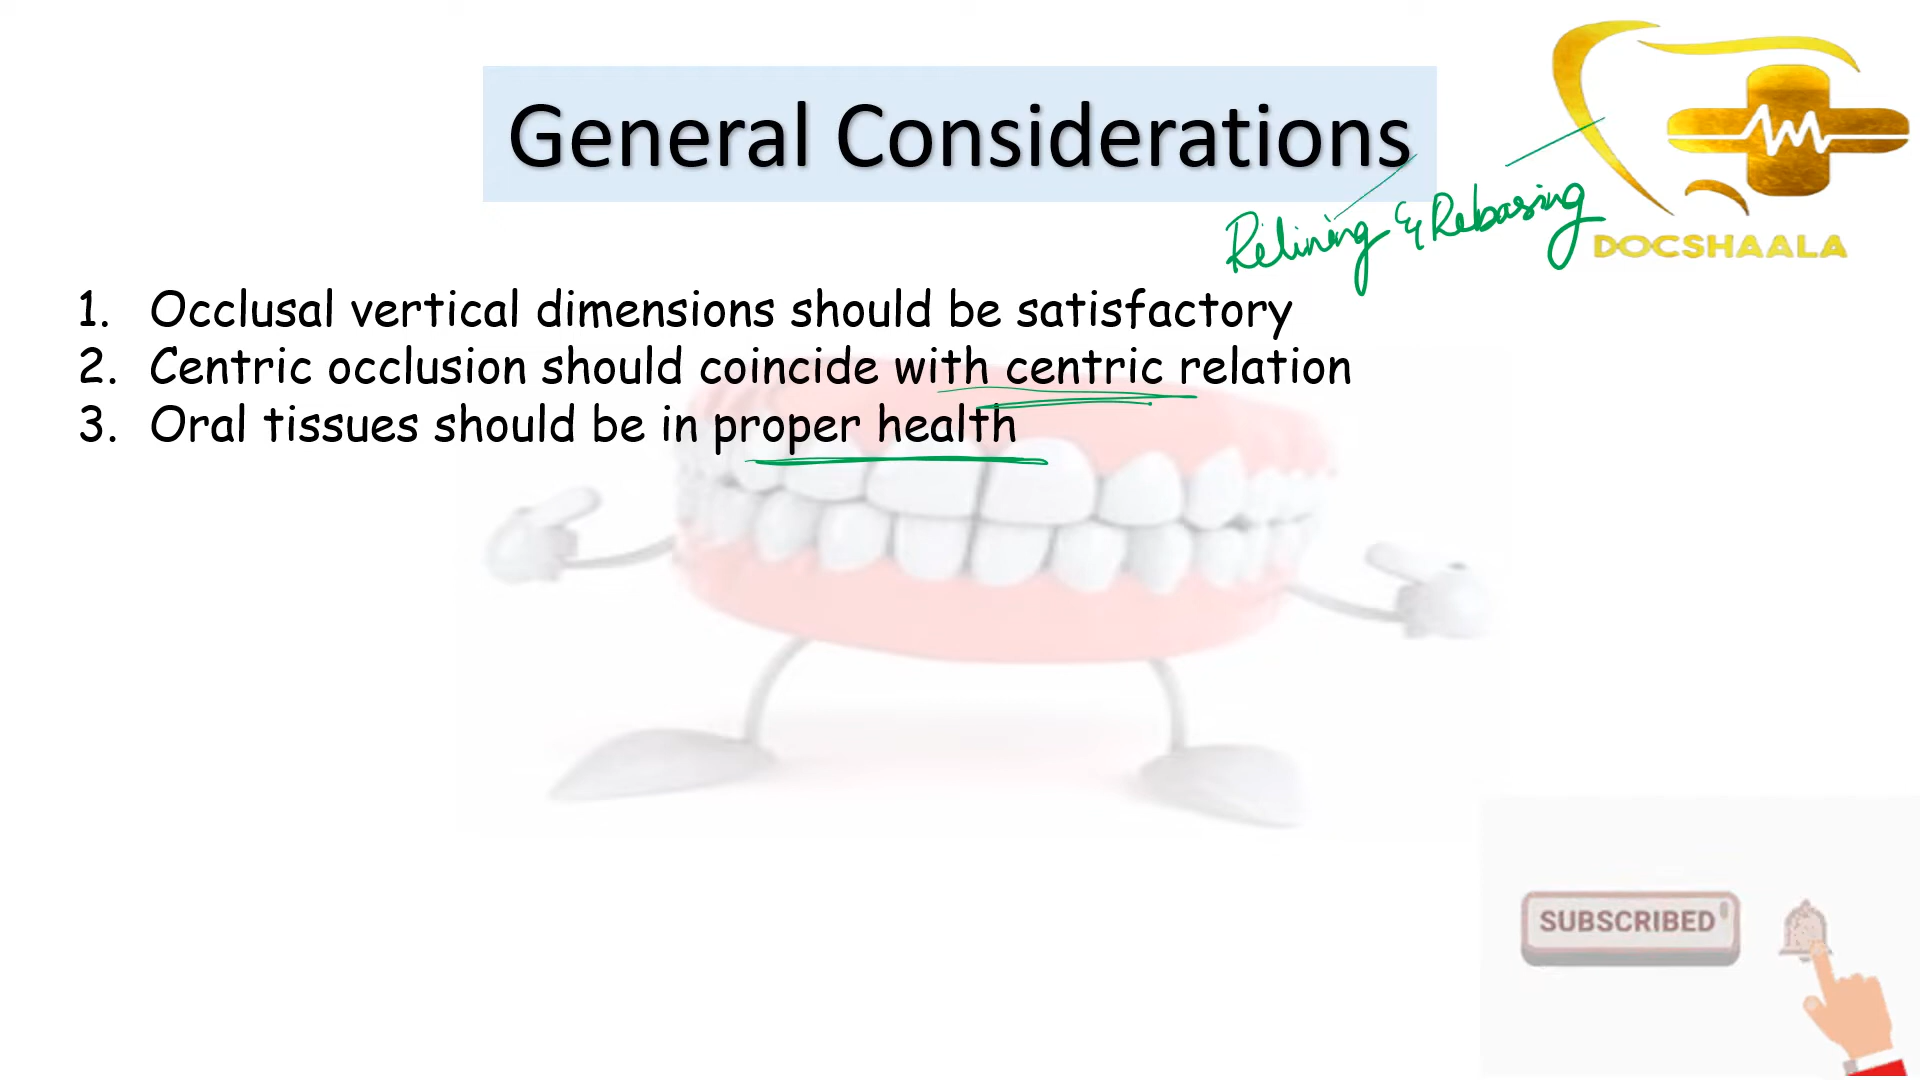 General Considerations
Relining & Rebasing
DOCSHAALA
1. Occlusal vertical dimensions should be satisfactory
2. Centric occlusion should coincide with centric relation
3. Oral tissues should be in proper health
SUBSCRIBED